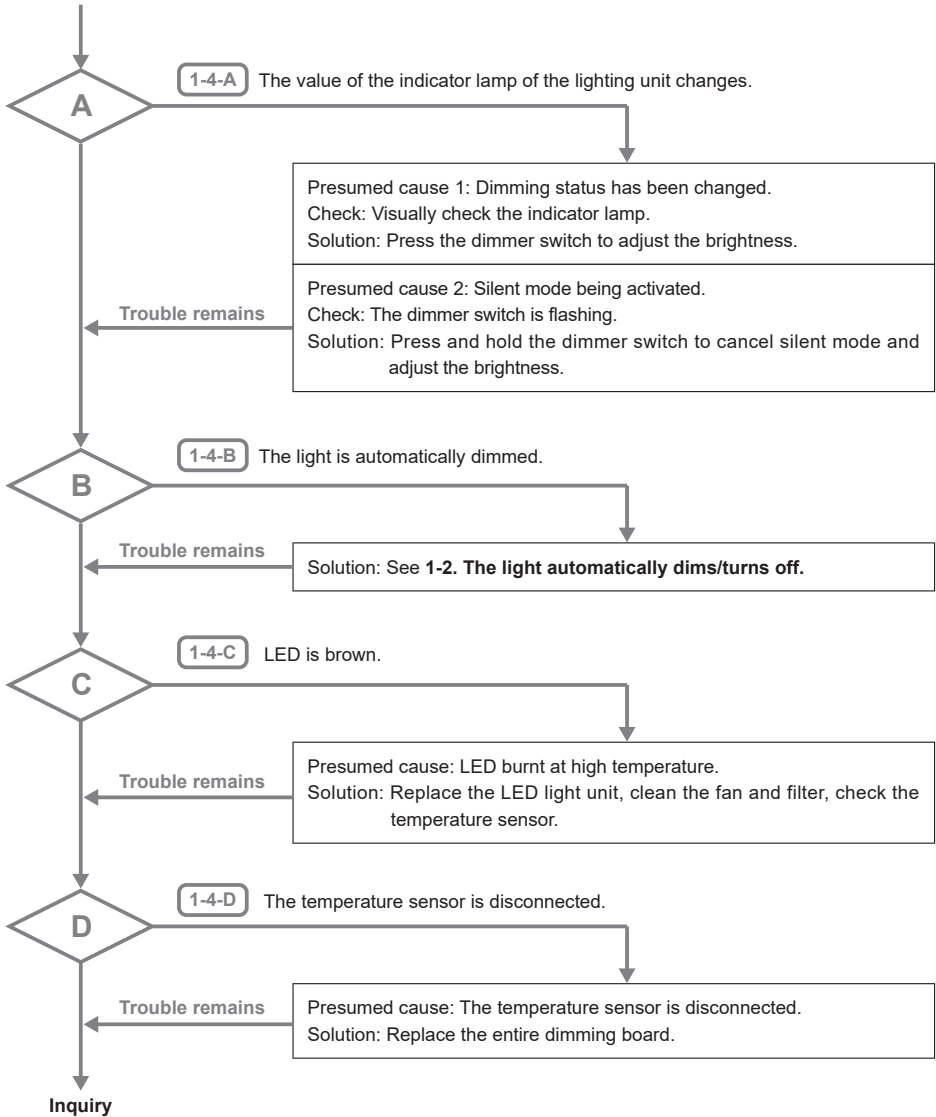 1-4-A The value of the indicator lamp of the lighting unit changes.
A
Presumed cause 1: Dimming status has been changed.
Check: Visually check the indicator lamp.
Solution: Press the dimmer switch to adjust the brightness.
Presumed cause 2: Silent mode being activated.
Trouble remains
Check: The dimmer switch is flashing.
Solution: Press and hold the dimmer switch to cancel silent mode and
adjust the brightness.
1-4-B The light is automatically dimmed.
B
Trouble remains
Solution: See 1-2. The light automatically dims/turns off.
1-4-C LED is brown.
C
Presumed cause: LED burnt at high temperature.
Trouble remains
Solution: Replace the LED light unit, clean the fan and filter, check the
temperature sensor.
1-4-D The temperature sensor is disconnected.
D
Trouble remains
Presumed cause: The temperature sensor is disconnected.
Solution: Replace the entire dimming board.
Inquiry